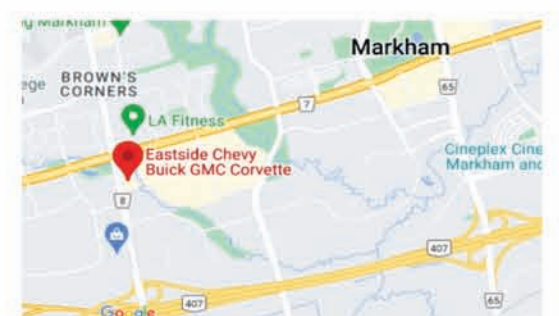 Markham
Markham
BROWN'S
CORNERS
65
7
LA Fitness
Eastside Chevy
Buick GMC Corvette
Cineplex Cine
Markham and
8
407
407
65
Google